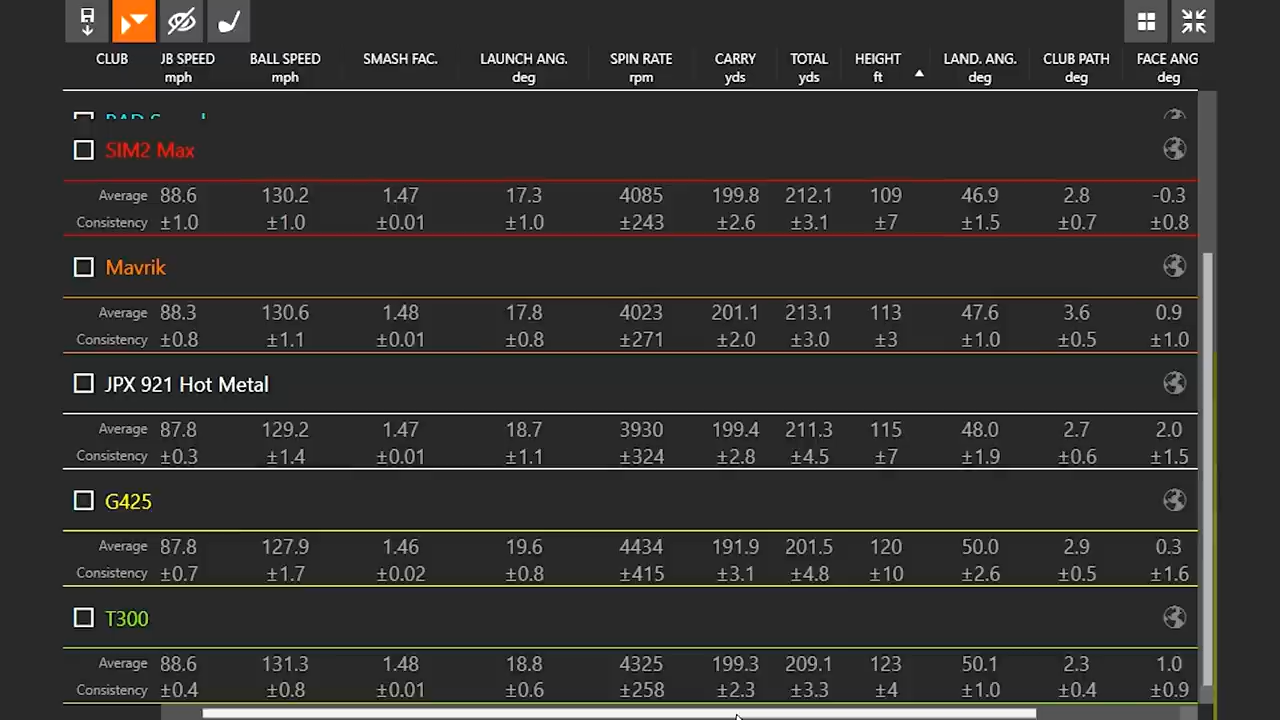 CLUB JB SPEED BALL SPEED SMASH FAC. LAUNCH ANG. SPIN RATE CARRY TOTAL HEIGHT LAND. ANG. CLUB PATH FACE ANG
mph mph deg rpm yds yds ft deg deg deg
SIM2 Max
Average 88.6 130.2 1.47 17.3 4085 199.8 212.1 109 46.9 2.8 -0.3
Consistency ±1.0 ±1.0 ±0.01 ±1.0 ±243 ±2.6 ±3.1 ±7 ±1.5 ±0.7 ±0.8
Mavrik
Average 88.3 130.6 1.48 17.8 4023 201.1 213.1 113 47.6 3.6 0.9
Consistency ±0.8 ±1.1 ±0.01 ±0.8 ±271 ±2.0 ±3.0 ±3 ±1.0 ±0.5 ±1.0
JPX 921 Hot Metal
Average 87.8 129.2 1.47 18.7 3930 199.4 211.3 115 48.0 2.7 2.0
Consistency ±0.3 ±1.4 ±0.01 ±1.1 ±324 ±2.8 ±4.5 ±7 ±1.9 ±0.6 ±1.5
G425
Average 87.8 127.9 1.46 19.6 4434 191.9 201.5 120 50.0 2.9 0.3
Consistency ±0.7 ±1.7 ±0.02 ±0.8 ±415 ±3.1 ±4.8 ±10 ±2.6 ±0.5 ±1.6
T300
Average 88.6 131.3 1.48 18.8 4325 199.3 209.1 123 50.1 2.3 1.0
Consistency ±0.4 ±0.8 ±0.01 ±0.6 ±258 ±2.3 ±3.3 ±4 ±1.0 ±0.4 ±0.9